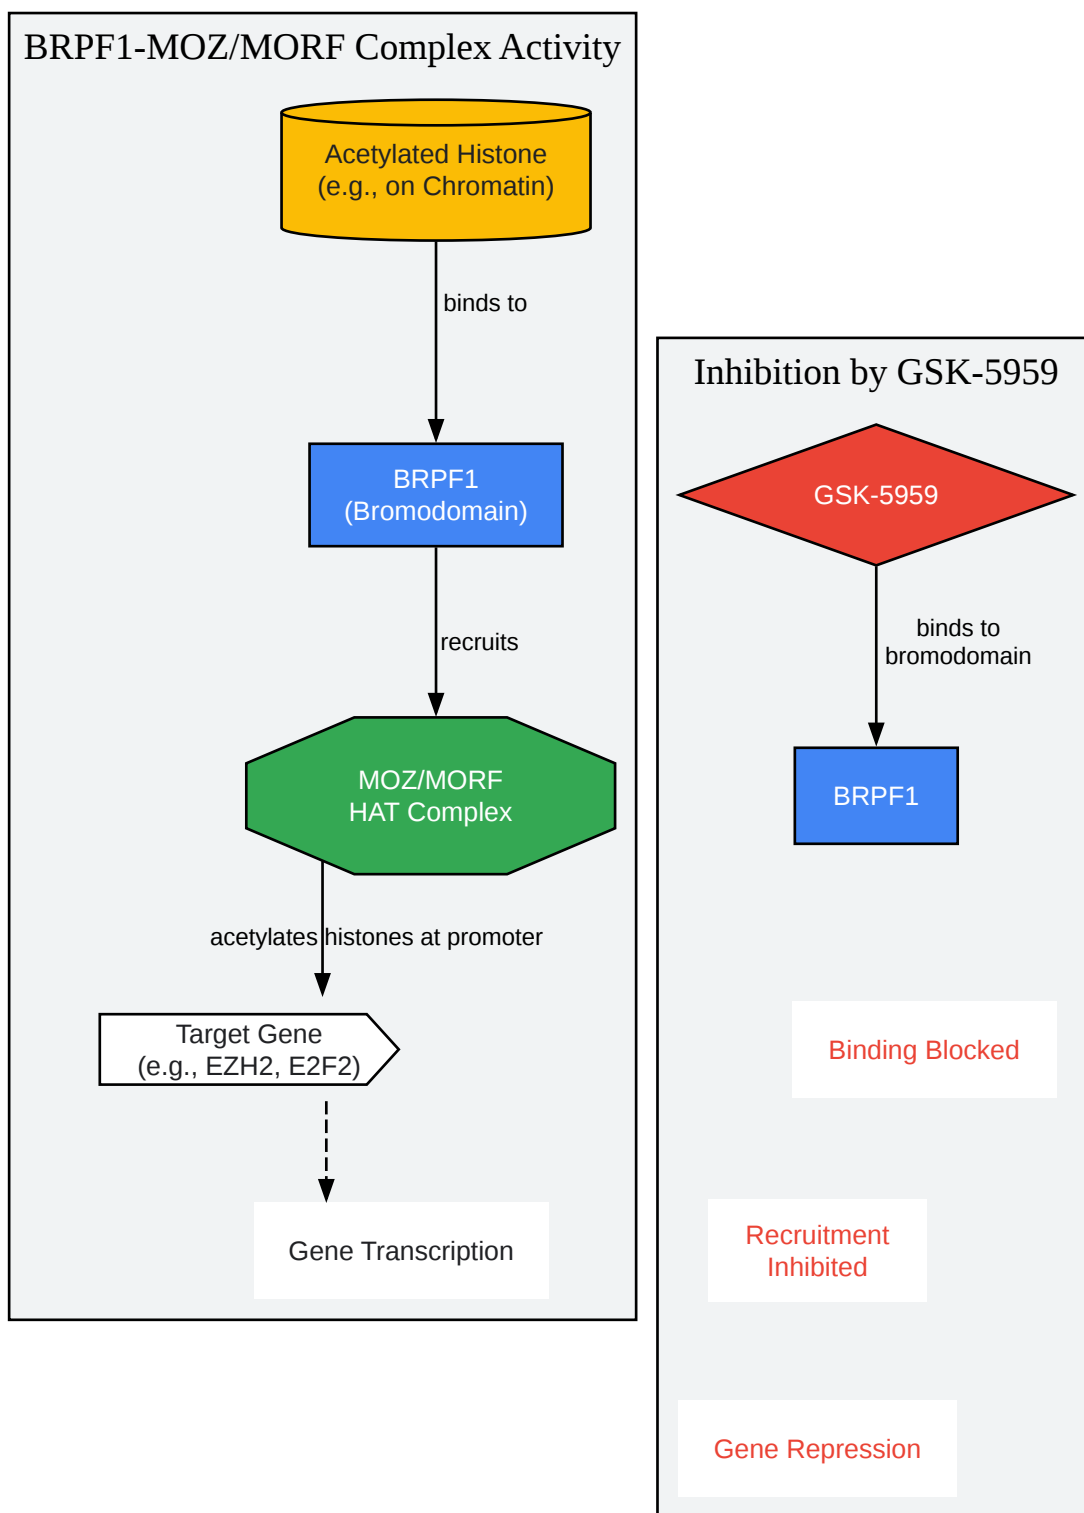 BRPF1-MOZ/MORF Complex Activity
Acetylated Histone
(e.g., on Chromatin)
binds to
BRPF1
(Bromodomain)
recruits
MOZ/MORF
HAT Complex
acetylates histones at promoter
Target Gene
(e.g., EZH2, E2F2)
Gene Transcription
Inhibition by GSK-5959
GSK-5959
binds to
bromodomain
BRPF1
Binding Blocked
Recruitment
Inhibited
Gene Repression